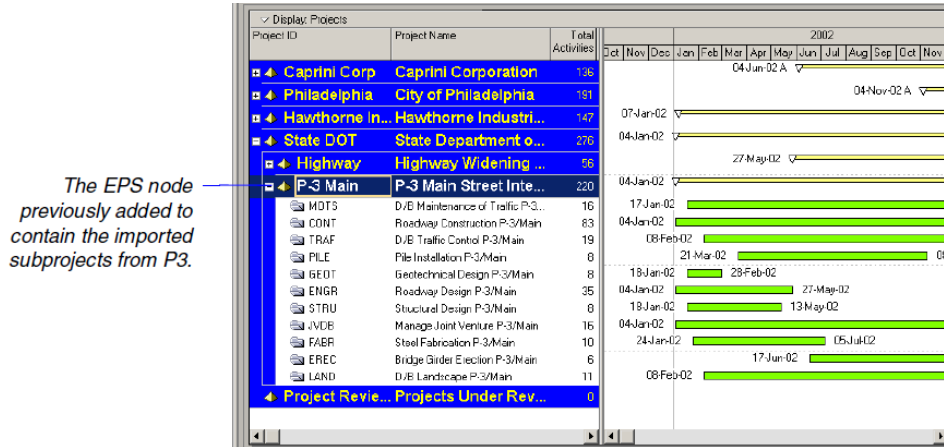 Display: Projects
Project ID Project Name Total Activities
2002
Oct Nov Dec Jan Feb Mar Apr May Jun Jul Aug Sep Oct Nov
Caprini Corp Caprini Corporation 136 04-Jun-02 A
Philadelphia City of Philadelphia 191 04-Nov-02 A
Hawthorne In... Hawthorne Industri... 147 07-Jan-02
State DOT State Department o... 276 04-Jan-02
Highway Highway Widening ... 56 27-May-02
P-3 Main P-3 Main Street Inte... 220 04-Jan-02
MOTS D/B Maintenance of Traffic P-3... 16 17-Jan-02
CONT Roadway Construction P-3/Main 83 04-Jan-02
TRAF D/B Traffic Control P-3/Main 19 08-Feb-02
PILE Pile Installation P-3/Main 8 21-Mar-02
GEOT Geotechnical Design P-3/Main 8 18-Jan-02 28-Feb-02
ENGR Roadway Design P-3/Main 35 04-Jan-02 27-May-02
STRU Structural Design P-3/Main 8 18-Jan-02 13-May-02
JVDB Manage Joint Venture P-3/Main 16 04-Jan-02
FABR Steel Fabrication P-3/Main 10 24-Jan-02 05-Jul-02
EREC Bridge Girder Erection P-3/Main 6 17-Jun-02
LAND D/B Landscape P-3/Main 11 08-Feb-02
Project Revie... Projects Under Rev... 0
The EPS node
previously added to
contain the imported
subprojects from P3.